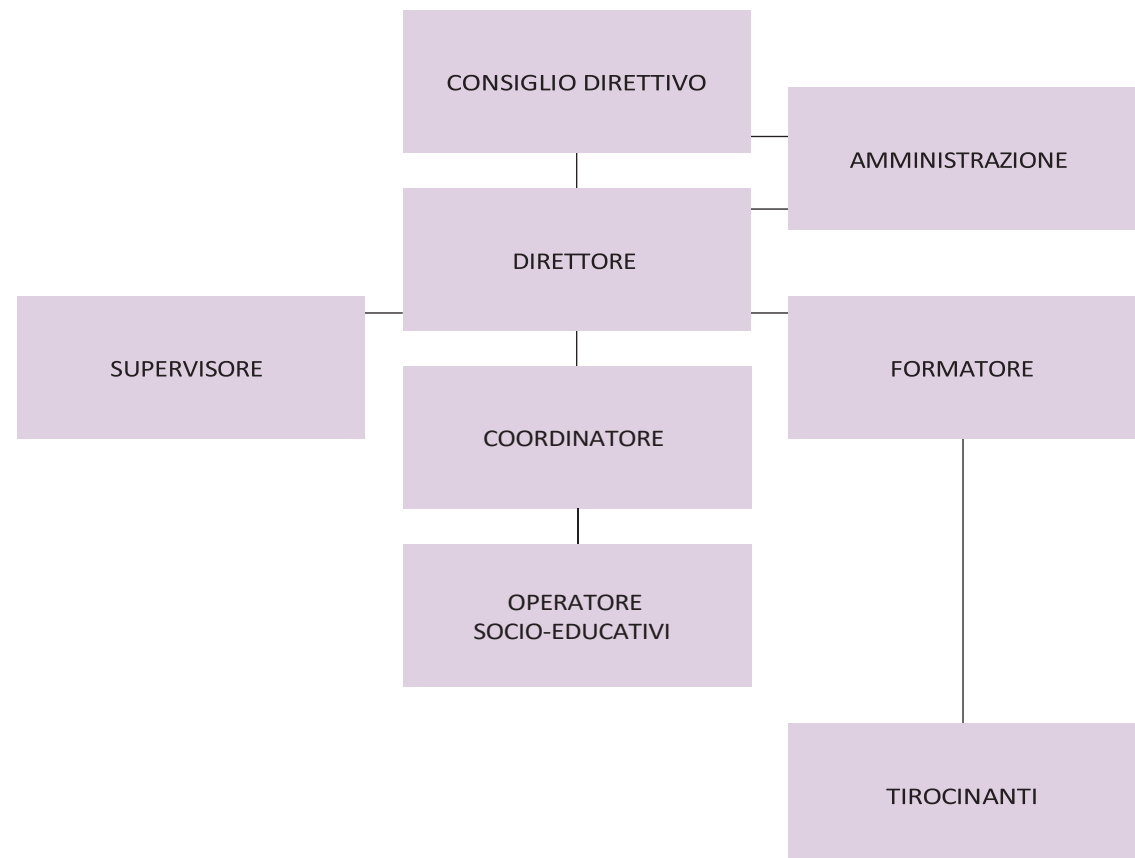 CONSIGLIO DIRETTIVO
AMMINISTRAZIONE
DIRETTORE
SUPERVISORE
FORMATORE
COORDINATORE
OPERATORE
SOCIO-EDUCATIVI
TIROCINANTI